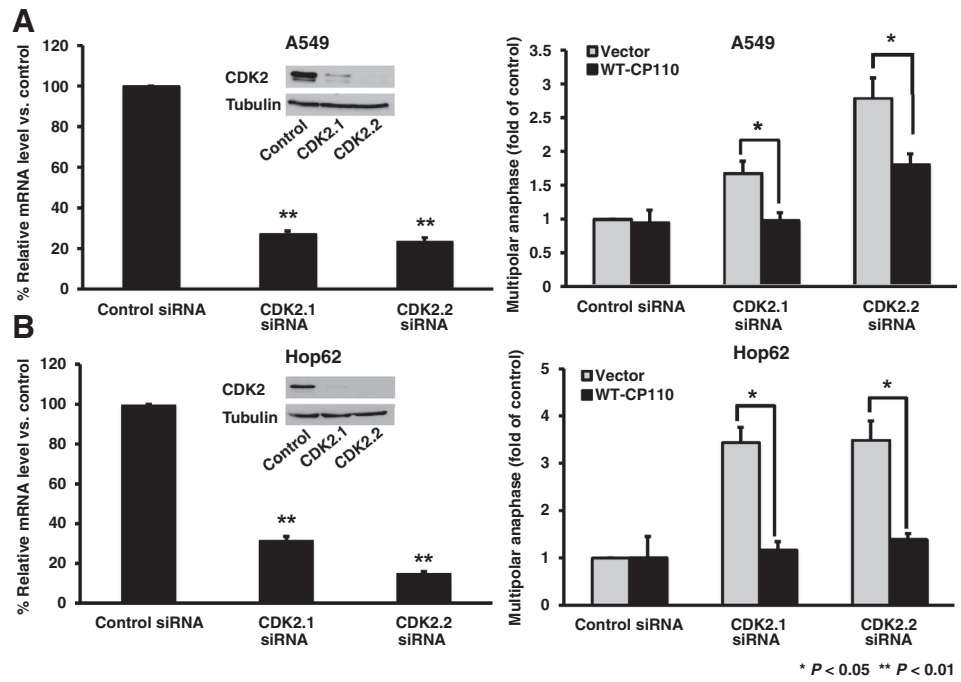 A
A549
% Relative mRNA level vs. control
120
100
80
60
40
20
0
CDK2
Tubulin
Control
CDK2.1
CDK2.2
**
**
Control siRNA
CDK2.1 siRNA
CDK2.2 siRNA
A549
Multipolar anaphase (fold of control)
3.5
3
2.5
2
1.5
1
0.5
0
Vector
WT-CP110
*
*
Control siRNA
CDK2.1 siRNA
CDK2.2 siRNA
B
Hop62
% Relative mRNA level vs. control
120
100
80
60
40
20
0
CDK2
Tubulin
Control
CDK2.1
CDK2.2
**
**
Control siRNA
CDK2.1 siRNA
CDK2.2 siRNA
Hop62
Multipolar anaphase (fold of control)
5
4
3
2
1
0
Vector
WT-CP110
*
*
Control siRNA
CDK2.1 siRNA
CDK2.2 siRNA
* P < 0.05 ** P < 0.01